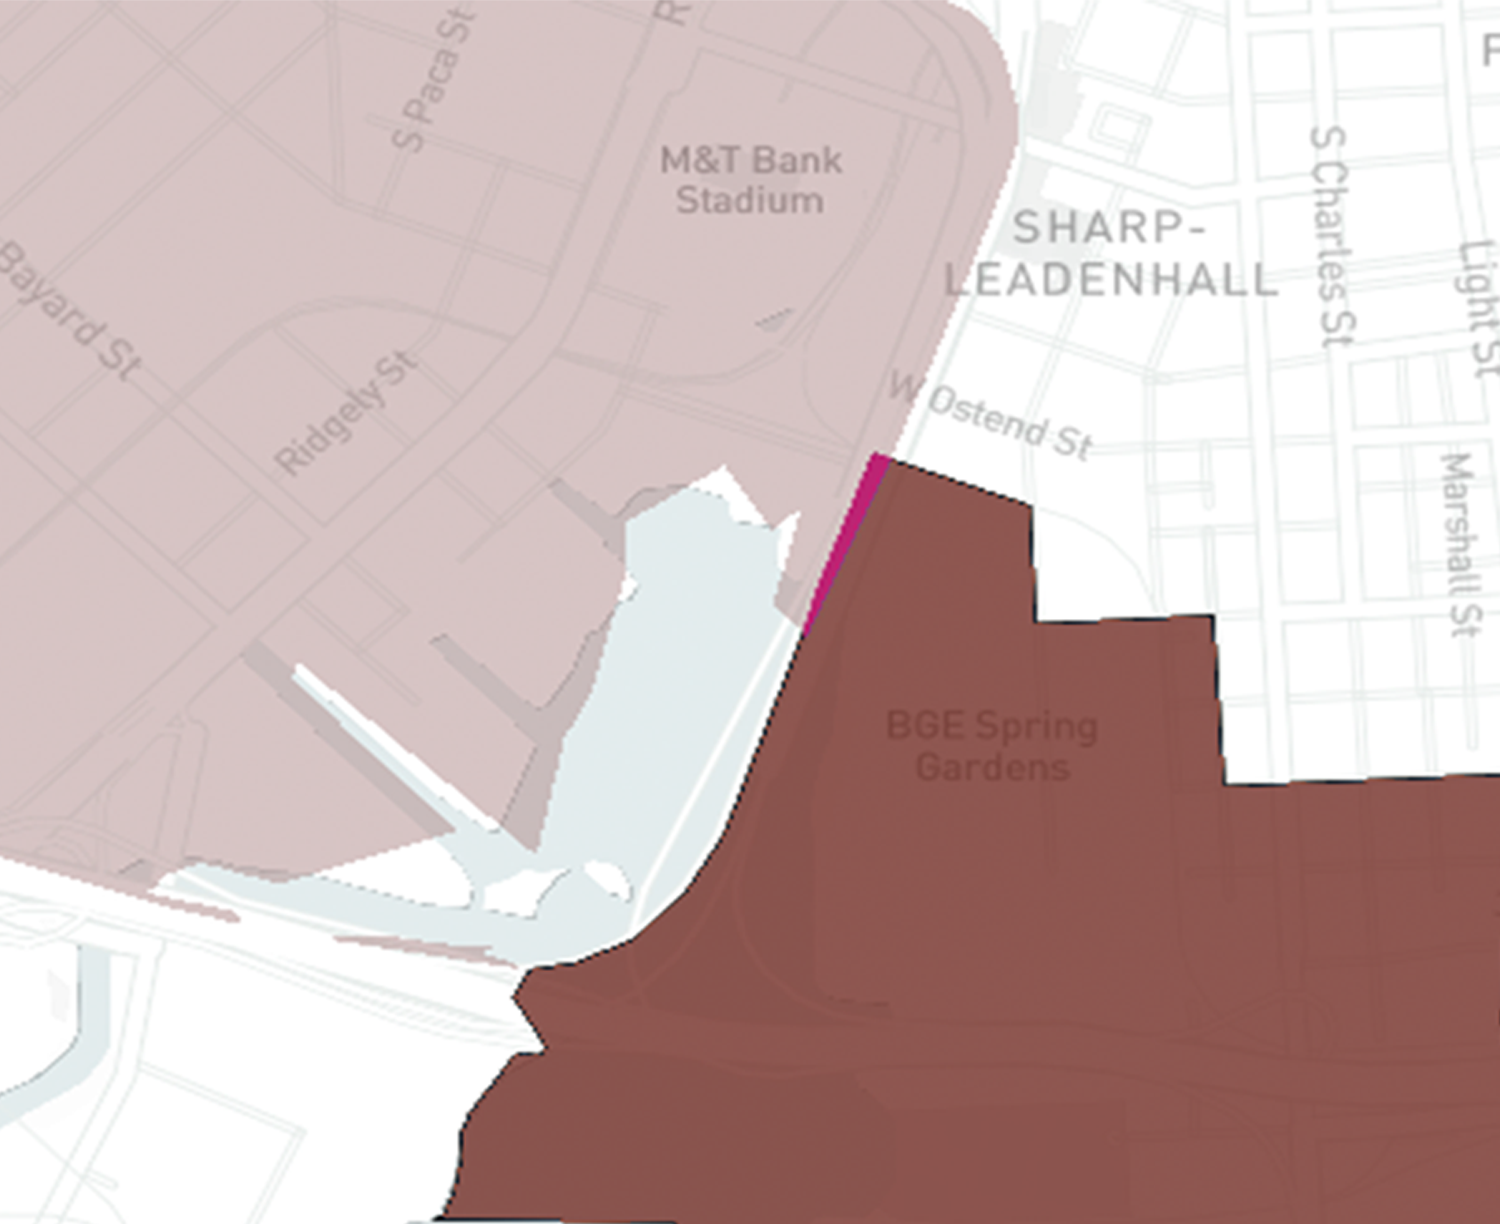 S Paca St
R
M&T Bank
Stadium
F
S Charles St
SHARP-
LEADENHALL
Light St
Bayard St
Ridgely St
W Ostend St
Marshall St
BGE Spring
Gardens